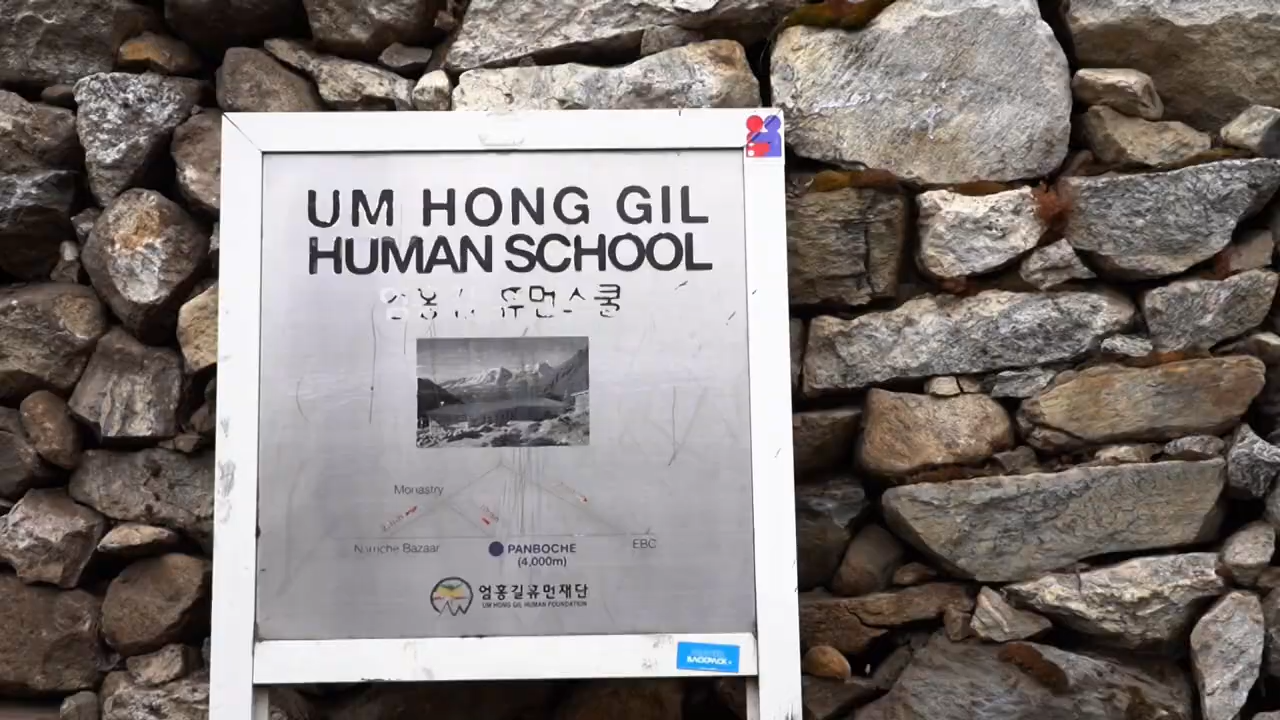 UM HONG GIL
HUMAN SCHOOL
엄홍길 휴먼스쿨
Monastry
Namche Bazaar
PANBOCHE
(4,000m)
EBC
엄홍길휴먼재단
UM HONG GIL HUMAN FOUNDATION
BACKPACK